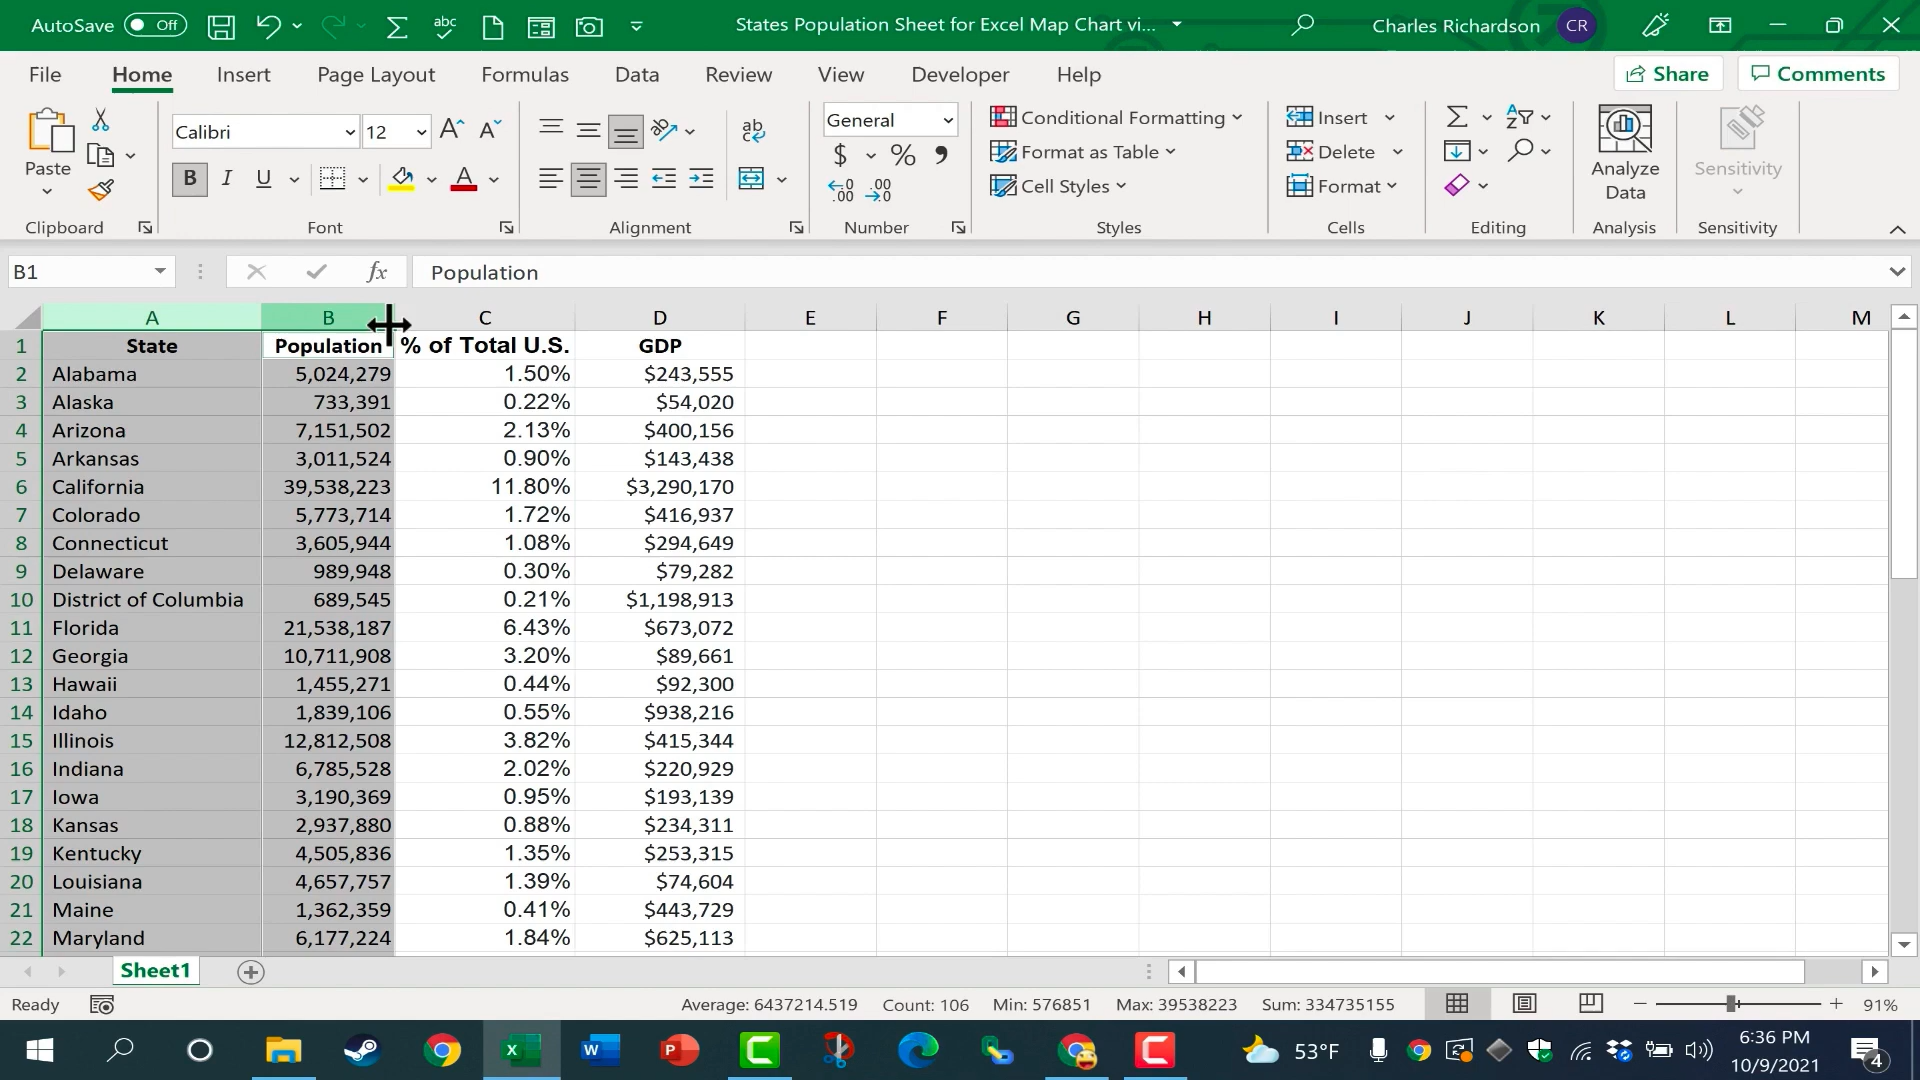 AutoSave Off abc States Population Sheet for Excel Map Chart vi... Charles Richardson CR
File Home Insert Page Layout Formulas Data Review View Developer Help Share Comments
Calibri 12 A A ab General Conditional Formatting Insert
Paste B I U A $ % Format as Table Delete Analyze Data Sensitivity
Cell Styles Format
Clipboard Font Alignment Number Styles Cells Editing Analysis Sensitivity
B1 fx Population
A B C D E F G H I J K L M
1 State Population % of Total U.S. GDP
2 Alabama 5,024,279 1.50% $243,555
3 Alaska 733,391 0.22% $54,020
4 Arizona 7,151,502 2.13% $400,156
5 Arkansas 3,011,524 0.90% $143,438
6 California 39,538,223 11.80% $3,290,170
7 Colorado 5,773,714 1.72% $416,937
8 Connecticut 3,605,944 1.08% $294,649
9 Delaware 989,948 0.30% $79,282
10 District of Columbia 689,545 0.21% $1,198,913
11 Florida 21,538,187 6.43% $673,072
12 Georgia 10,711,908 3.20% $89,661
13 Hawaii 1,455,271 0.44% $92,300
14 Idaho 1,839,106 0.55% $938,216
15 Illinois 12,812,508 3.82% $415,344
16 Indiana 6,785,528 2.02% $220,929
17 Iowa 3,190,369 0.95% $193,139
18 Kansas 2,937,880 0.88% $234,311
19 Kentucky 4,505,836 1.35% $253,315
20 Louisiana 4,657,757 1.39% $74,604
21 Maine 1,362,359 0.41% $443,729
22 Maryland 6,177,224 1.84% $625,113
Sheet1
Ready Average: 6437214.519 Count: 106 Min: 576851 Max: 39538223 Sum: 334735155 91%
53°F 6:36 PM
10/9/2021 4